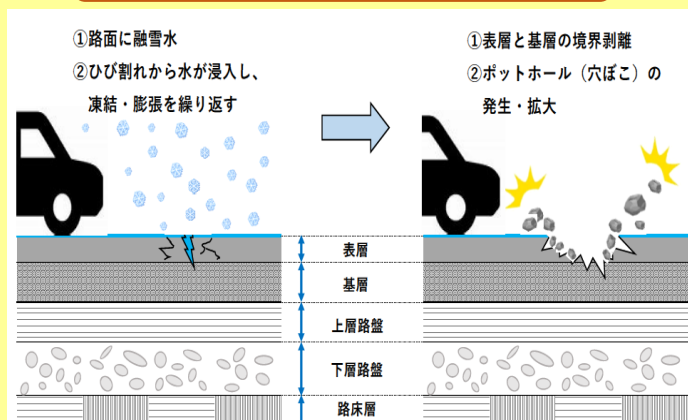 ①路面に融雪水
②ひび割れから水が浸入し、
凍結・膨張を繰り返す
①表層と基層の境界剥離
②ポットホール（穴ぼこ）の
発生・拡大
表層
基層
上層路盤
下層路盤
路床層